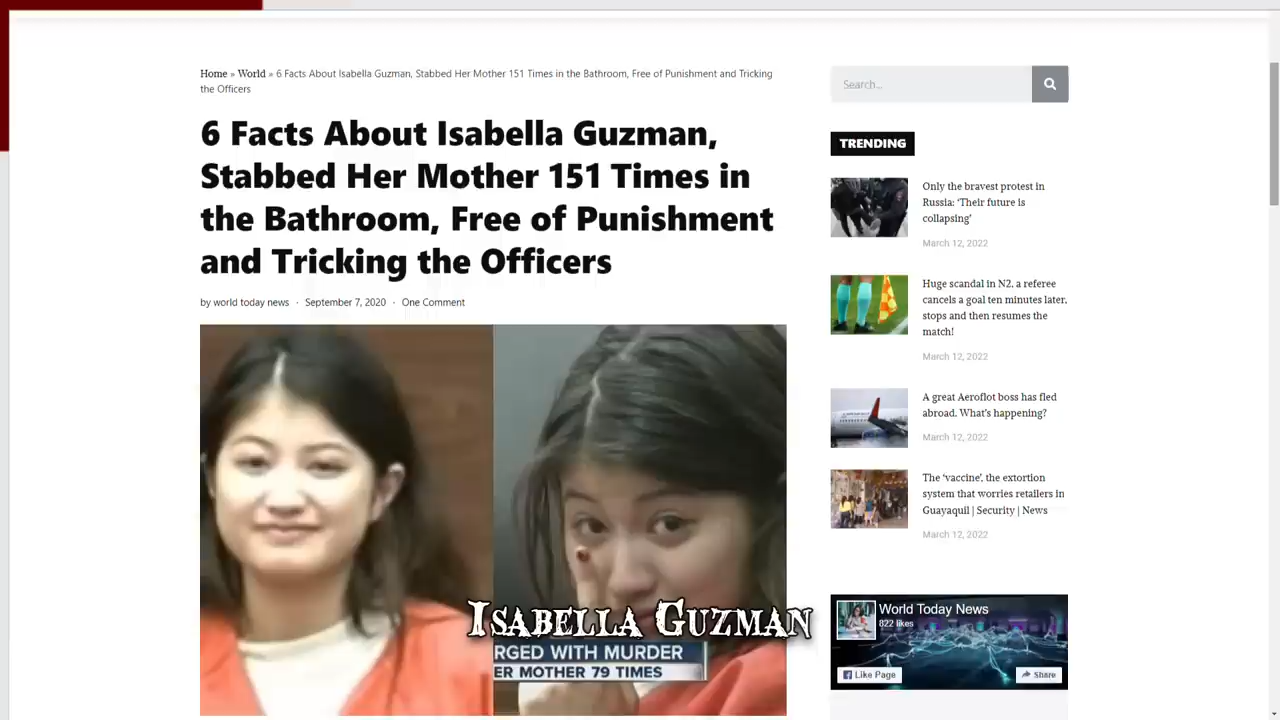 Home » World » 6 Facts About Isabella Guzman, Stabbed Her Mother 151 Times in the Bathroom, Free of Punishment and Tricking
the Officers
6 Facts About Isabella Guzman,
Stabbed Her Mother 151 Times in
the Bathroom, Free of Punishment
and Tricking the Officers
by world today news · September 7, 2020 · One Comment
ISABELLA GUZMAN
RGED WITH MURDER
ER MOTHER 79 TIMES
Search...
TRENDING
Only the bravest protest in
Russia: ‘Their future is
collapsing’
March 12, 2022
Huge scandal in N2. a referee
cancels a goal ten minutes later,
stops and then resumes the
match!
March 12, 2022
A great Aeroflot boss has fled
abroad. What’s happening?
March 12, 2022
The ‘vaccine’, the extortion
system that worries retailers in
Guayaquil | Security | News
March 12, 2022
World Today News
822 likes
Like Page
Share